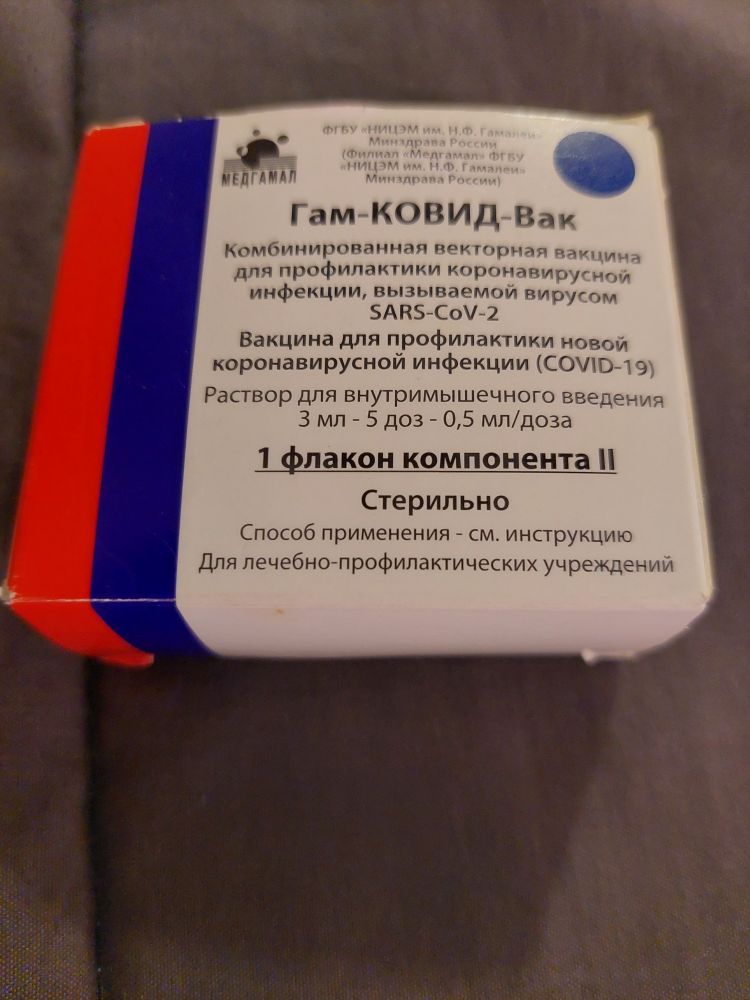 МЕДГАМАЛ
ФГБУ «НИЦЭМ им. Н.Ф. Гамалеи»
Минздрава России
(Филиал «Медгамал» ФГБУ
«НИЦЭМ им. Н.Ф. Гамалеи»
Минздрава России)
Гам-КОВИД-Вак
Комбинированная векторная вакцина
для профилактики коронавирусной
инфекции, вызываемой вирусом
SARS-CoV-2
Вакцина для профилактики новой
коронавирусной инфекции (COVID-19)
Раствор для внутримышечного введения
3 мл - 5 доз - 0,5 мл/доза
1 флакон компонента II
Стерильно
Способ применения - см. инструкцию
Для лечебно-профилактических учреждений